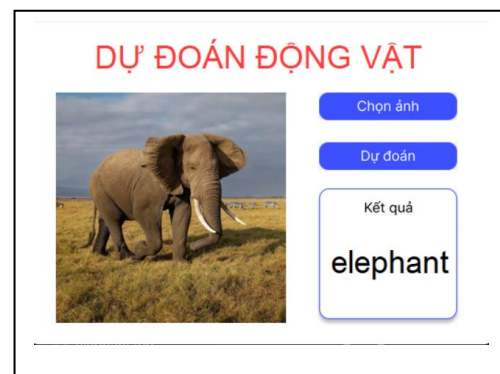 DỰ ĐOÁN ĐỘNG VẬT
Chọn ảnh
Dự đoán
Kết quả
elephant